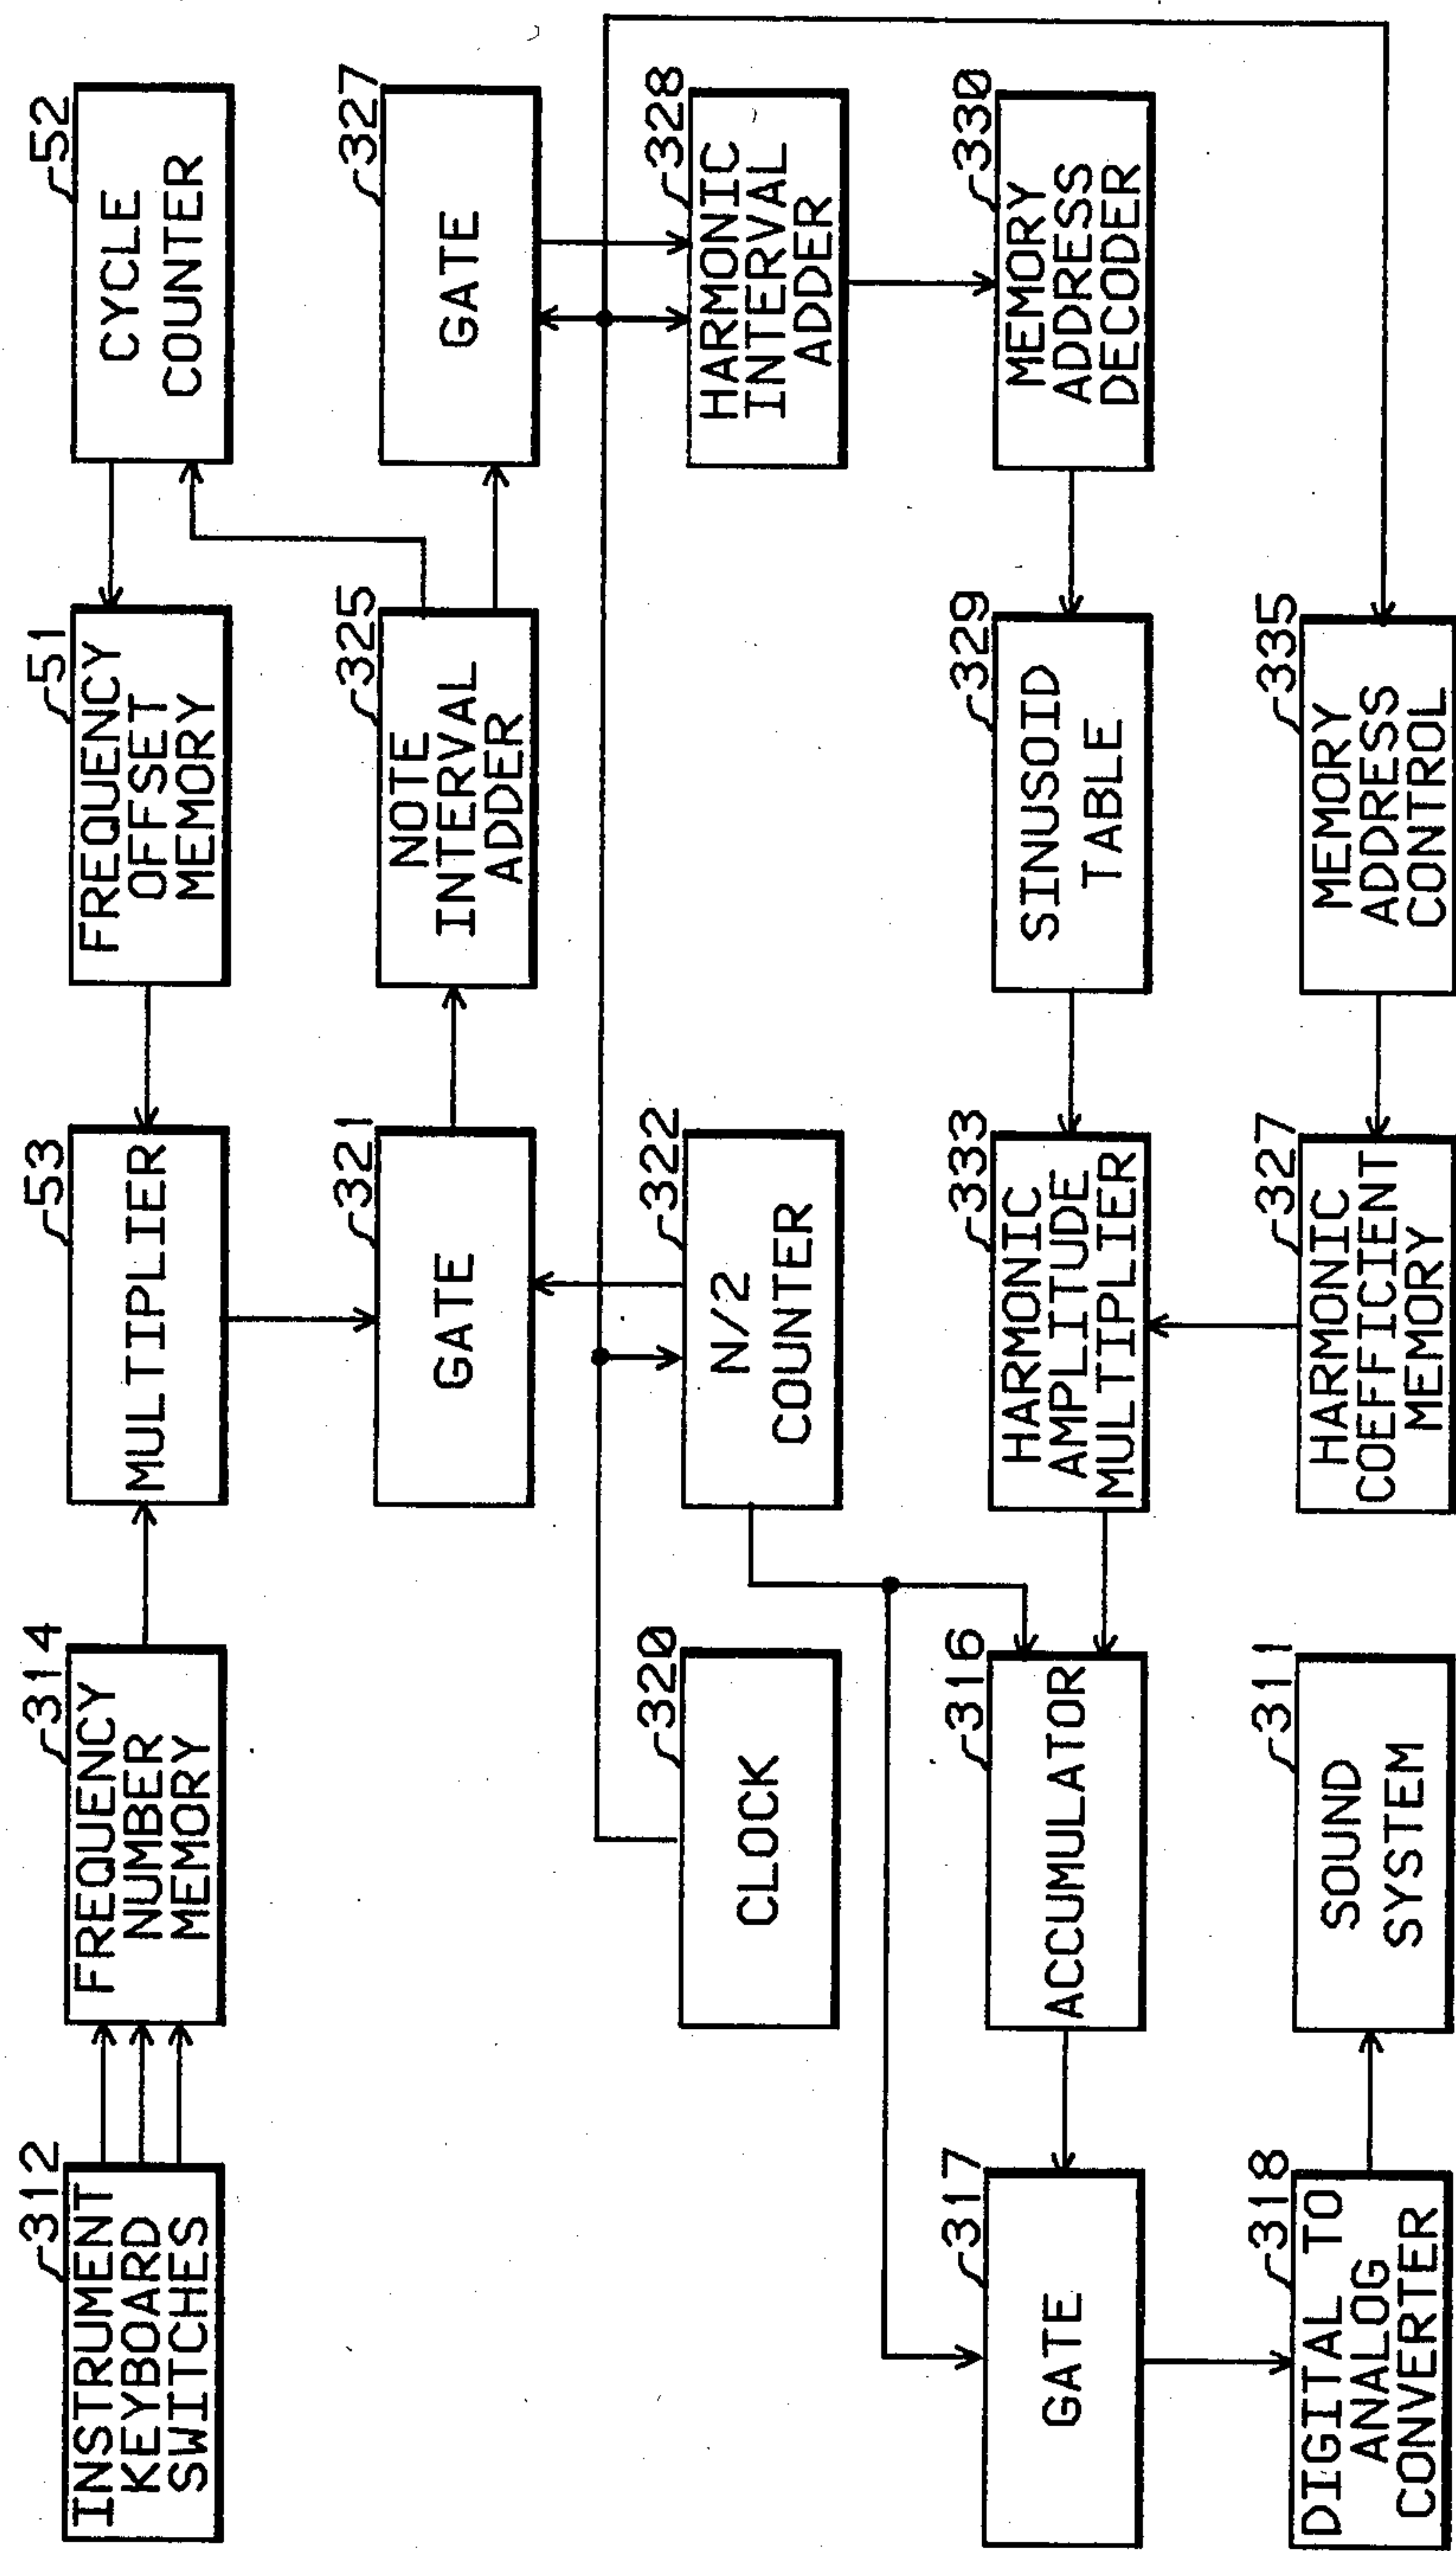 312
INSTRUMENT
KEYBOARD
SWITCHES
314
FREQUENCY
NUMBER
MEMORY
53
MULTIPLIER
51
FREQUENCY
OFFSET
MEMORY
52
CYCLE
COUNTER
321
GATE
325
NOTE
INTERVAL
ADDER
327
GATE
320
CLOCK
322
N/2
COUNTER
328
HARMONIC
INTERVAL
ADDER
317
GATE
316
ACCUMULATOR
333
HARMONIC
AMPLITUDE
MULTIPLIER
329
SINUSOID
TABLE
330
MEMORY
ADDRESS
DECODER
318
DIGITAL TO
ANALOG
CONVERTER
311
SOUND
SYSTEM
327
HARMONIC
COEFFICIENT
MEMORY
335
MEMORY
ADDRESS
CONTROL